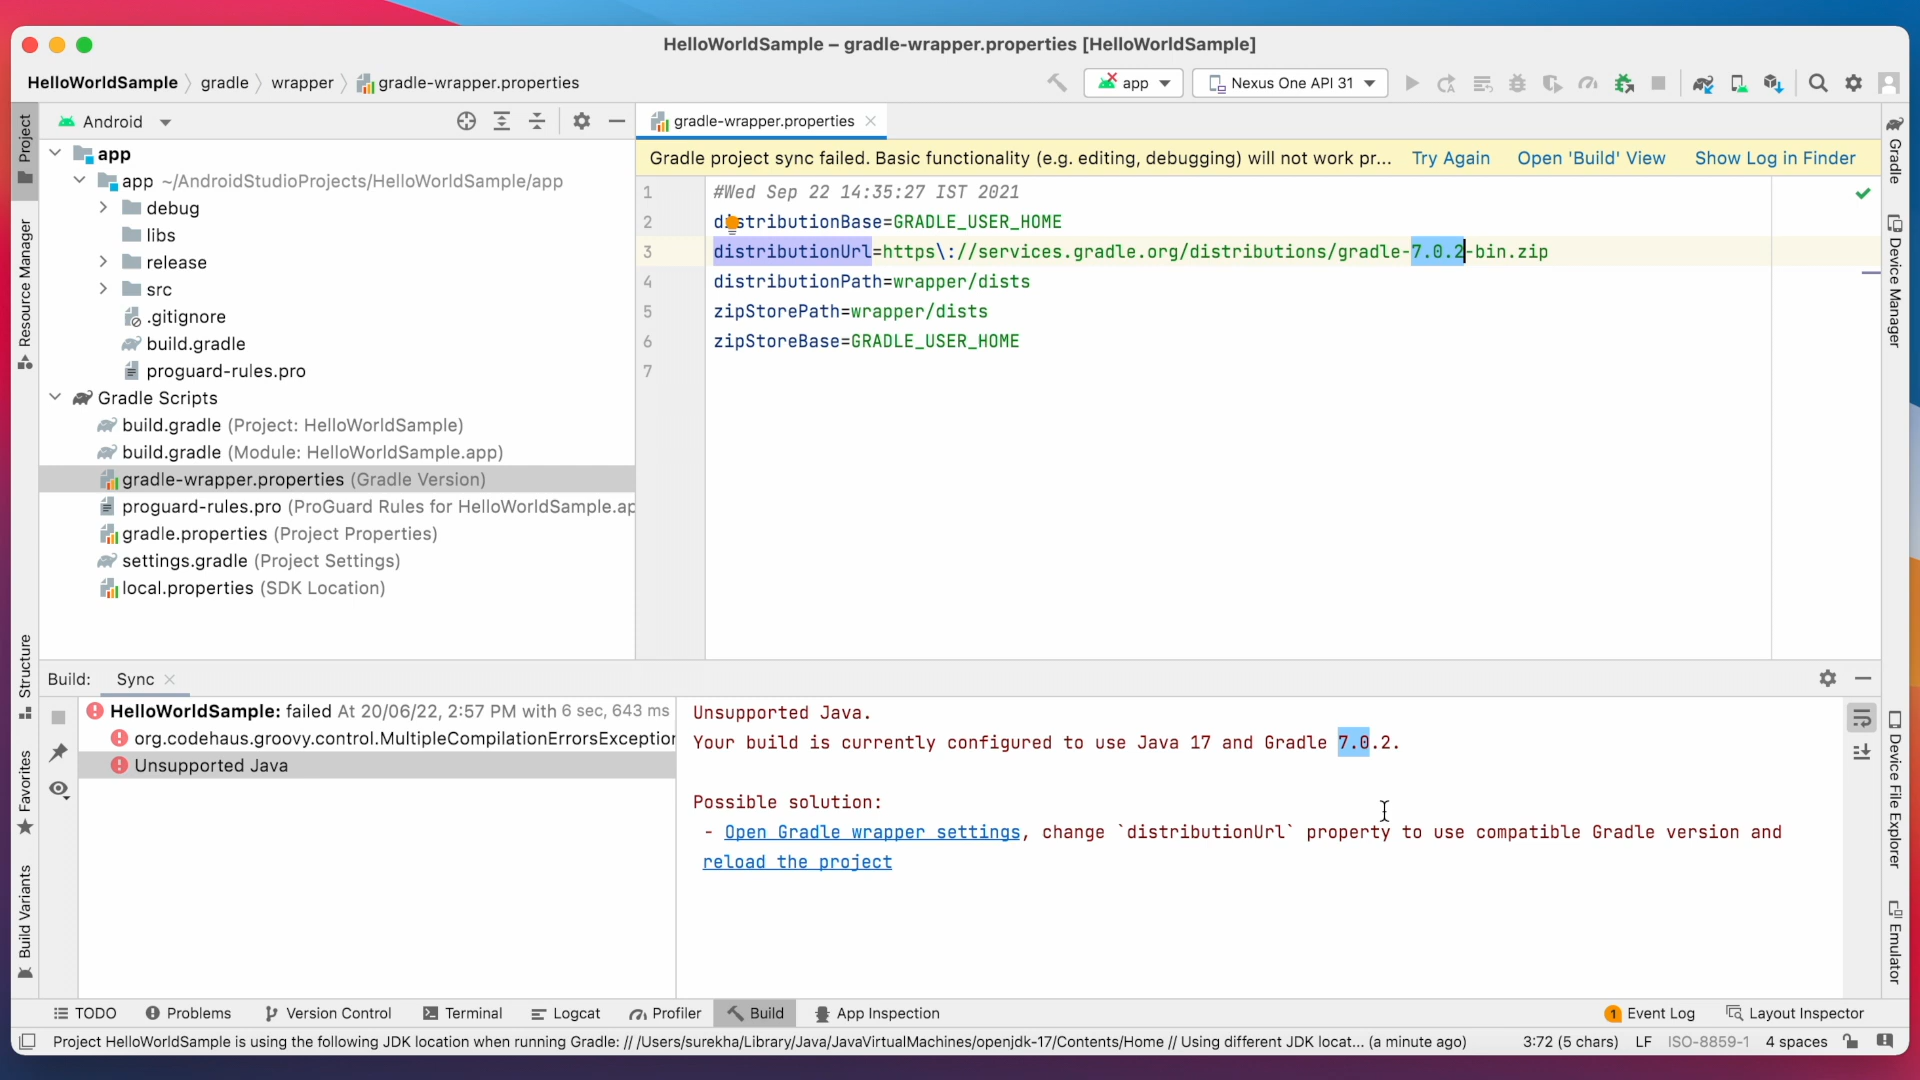 HelloWorldSample – gradle-wrapper.properties [HelloWorldSample]
HelloWorldSample gradle wrapper gradle-wrapper.properties
app Nexus One API 31
Project
Resource Manager
Structure
Favorites
Build Variants
Android
app
app ~/AndroidStudioProjects/HelloWorldSample/app
debug
libs
release
src
.gitignore
build.gradle
proguard-rules.pro
Gradle Scripts
build.gradle (Project: HelloWorldSample)
build.gradle (Module: HelloWorldSample.app)
gradle-wrapper.properties (Gradle Version)
proguard-rules.pro (ProGuard Rules for HelloWorldSample.ap
gradle.properties (Project Properties)
settings.gradle (Project Settings)
local.properties (SDK Location)
gradle-wrapper.properties
Gradle project sync failed. Basic functionality (e.g. editing, debugging) will not work pr... Try Again Open 'Build' View Show Log in Finder
1 #Wed Sep 22 14:35:27 IST 2021
2 distributionBase=GRADLE_USER_HOME
3 distributionUrl=https\://services.gradle.org/distributions/gradle-7.0.2-bin.zip
4 distributionPath=wrapper/dists
5 zipStorePath=wrapper/dists
6 zipStoreBase=GRADLE_USER_HOME
7
Gradle
Device Manager
Device File Explorer
Emulator
Build: Sync
HelloWorldSample: failed At 20/06/22, 2:57 PM with 6 sec, 643 ms
org.codehaus.groovy.control.MultipleCompilationErrorsException
Unsupported Java
Unsupported Java.
Your build is currently configured to use Java 17 and Gradle 7.0.2.
Possible solution:
- Open Gradle wrapper settings, change `distributionUrl` property to use compatible Gradle version and
reload the project
TODO Problems Version Control Terminal Logcat Profiler Build App Inspection 1 Event Log Layout Inspector
Project HelloWorldSample is using the following JDK location when running Gradle: // /Users/surekha/Library/Java/JavaVirtualMachines/openjdk-17/Contents/Home // Using different JDK locat... (a minute ago) 3:72 (5 chars) LF ISO-8859-1 4 spaces